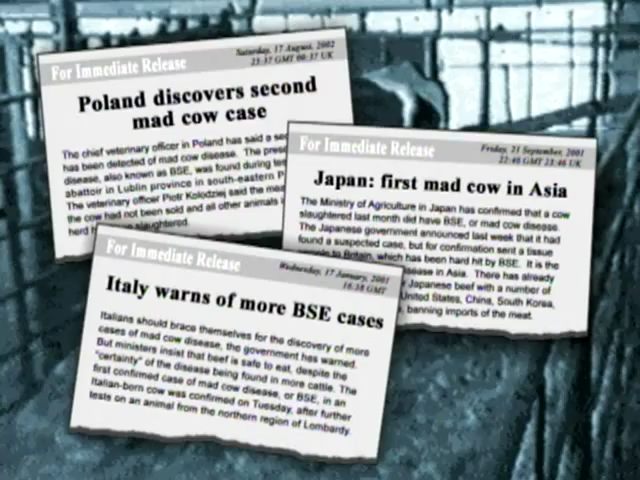 For Immediate Release
Saturday, 17 August, 2002
23:37 GMT 00:37 UK
Poland discovers second
mad cow case
The chief veterinary officer in Poland has said a
has been detected of mad cow disease. The
disease, also known as BSE, was found during
abattoir in Lublin province in south-eastern
The veterinary officer Piotr Kolodziej said the
the cow had not been sold and all other animals
herd slaughtered.
For Immediate Release
Friday, 21 September, 2001
22:46 GMT 23:46 UK
Japan: first mad cow in Asia
The Ministry of Agriculture in Japan has confirmed that a cow
slaughtered last month did have BSE, or mad cow disease.
The Japanese government announced last week that it had
found a suspected case, but for confirmation sent a tissue
to Britain, which has been hard hit by BSE. It is the
disease in Asia. There has already
Japanese beef with a number of
United States, China, South Korea,
banning imports of the meat.
For Immediate Release
Wednesday, 17 January, 2001
16:58 GMT
Italy warns of more BSE cases
Italians should brace themselves for the discovery of more
cases of mad cow disease, the government has warned.
But ministers insist that beef is safe to eat, despite the
"certainty" of the disease being found in more cattle. The
first confirmed case of mad cow disease, or BSE, in an
Italian-born cow was confirmed on Tuesday, after further
tests on an animal from the northern region of Lombardy.